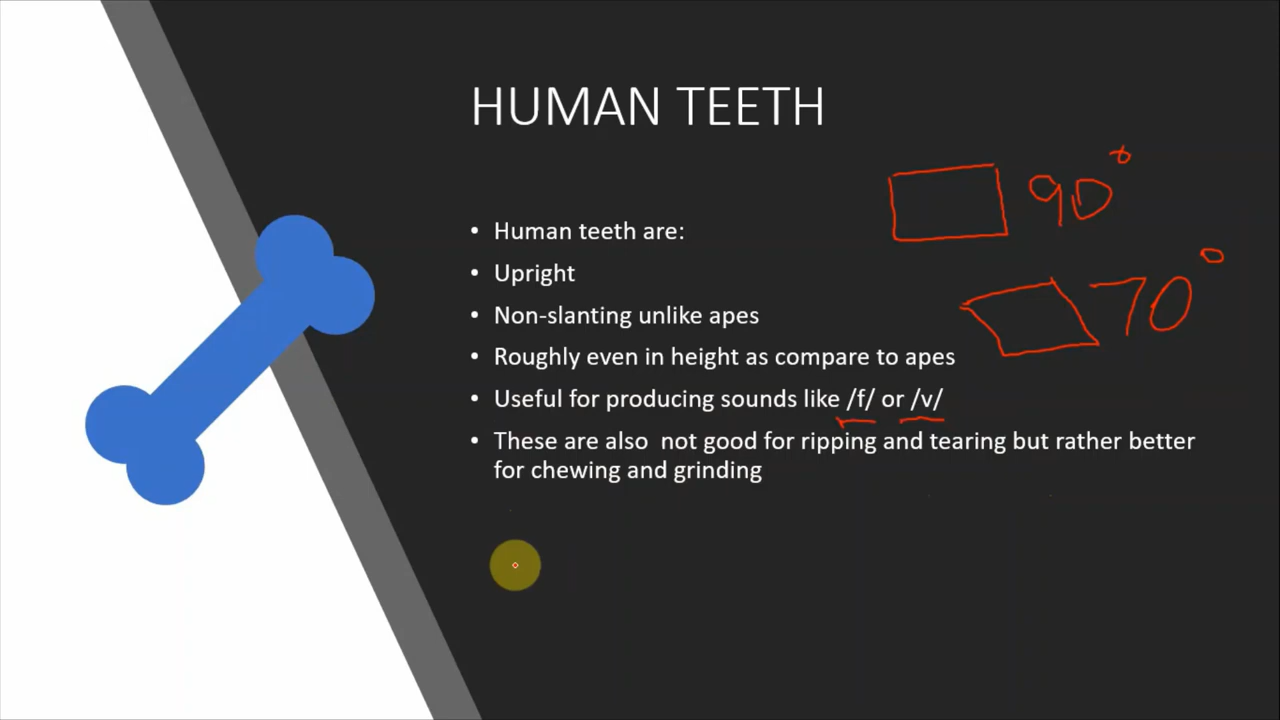 HUMAN TEETH
90°
• Human teeth are:
• Upright
70°
• Non-slanting unlike apes
• Roughly even in height as compare to apes
• Useful for producing sounds like /f/ or /v/
• These are also not good for ripping and tearing but rather better
for chewing and grinding